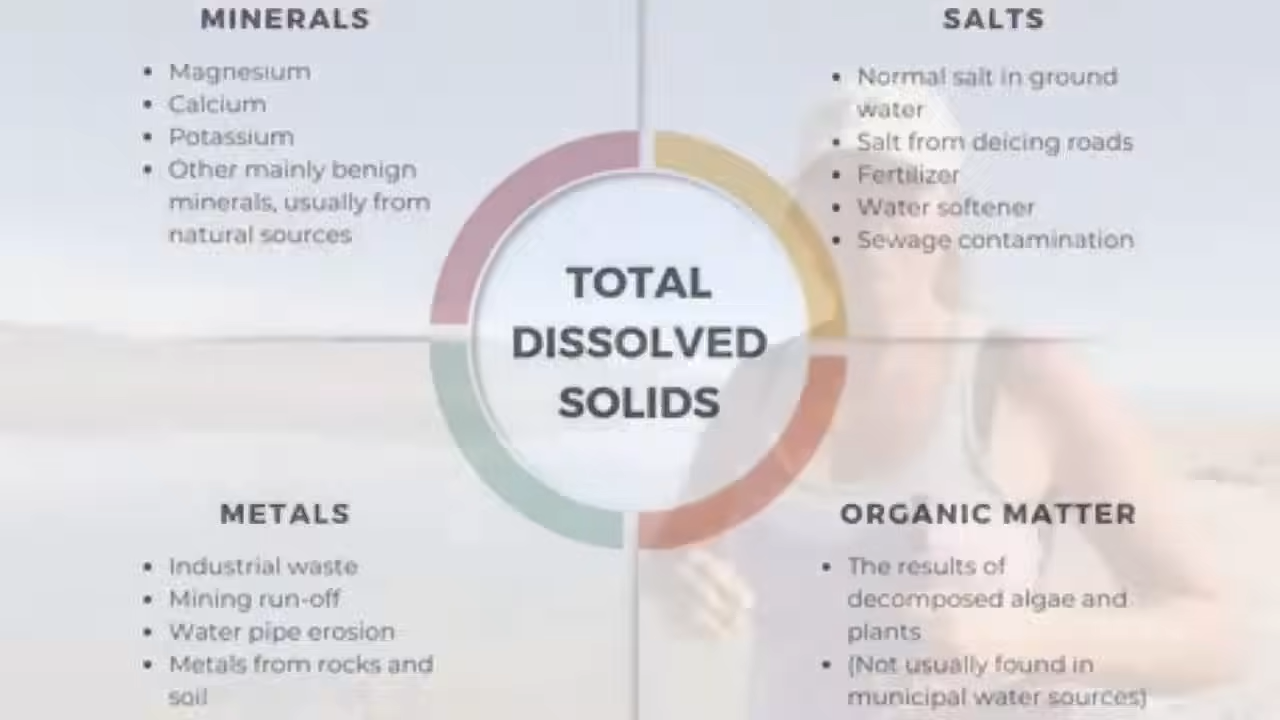 MINERALS
• Magnesium
• Calcium
• Potassium
• Other mainly benign
minerals, usually from
natural sources
SALTS
• Normal salt in ground
water
• Salt from deicing roads
• Fertilizer
• Water softener
• Sewage contamination
TOTAL
DISSOLVED
SOLIDS
METALS
• Industrial waste
• Mining run-off
• Water pipe erosion
• Metals from rocks and
soil
ORGANIC MATTER
• The results of
decomposed algae and
plants
• (Not usually found in
municipal water sources)